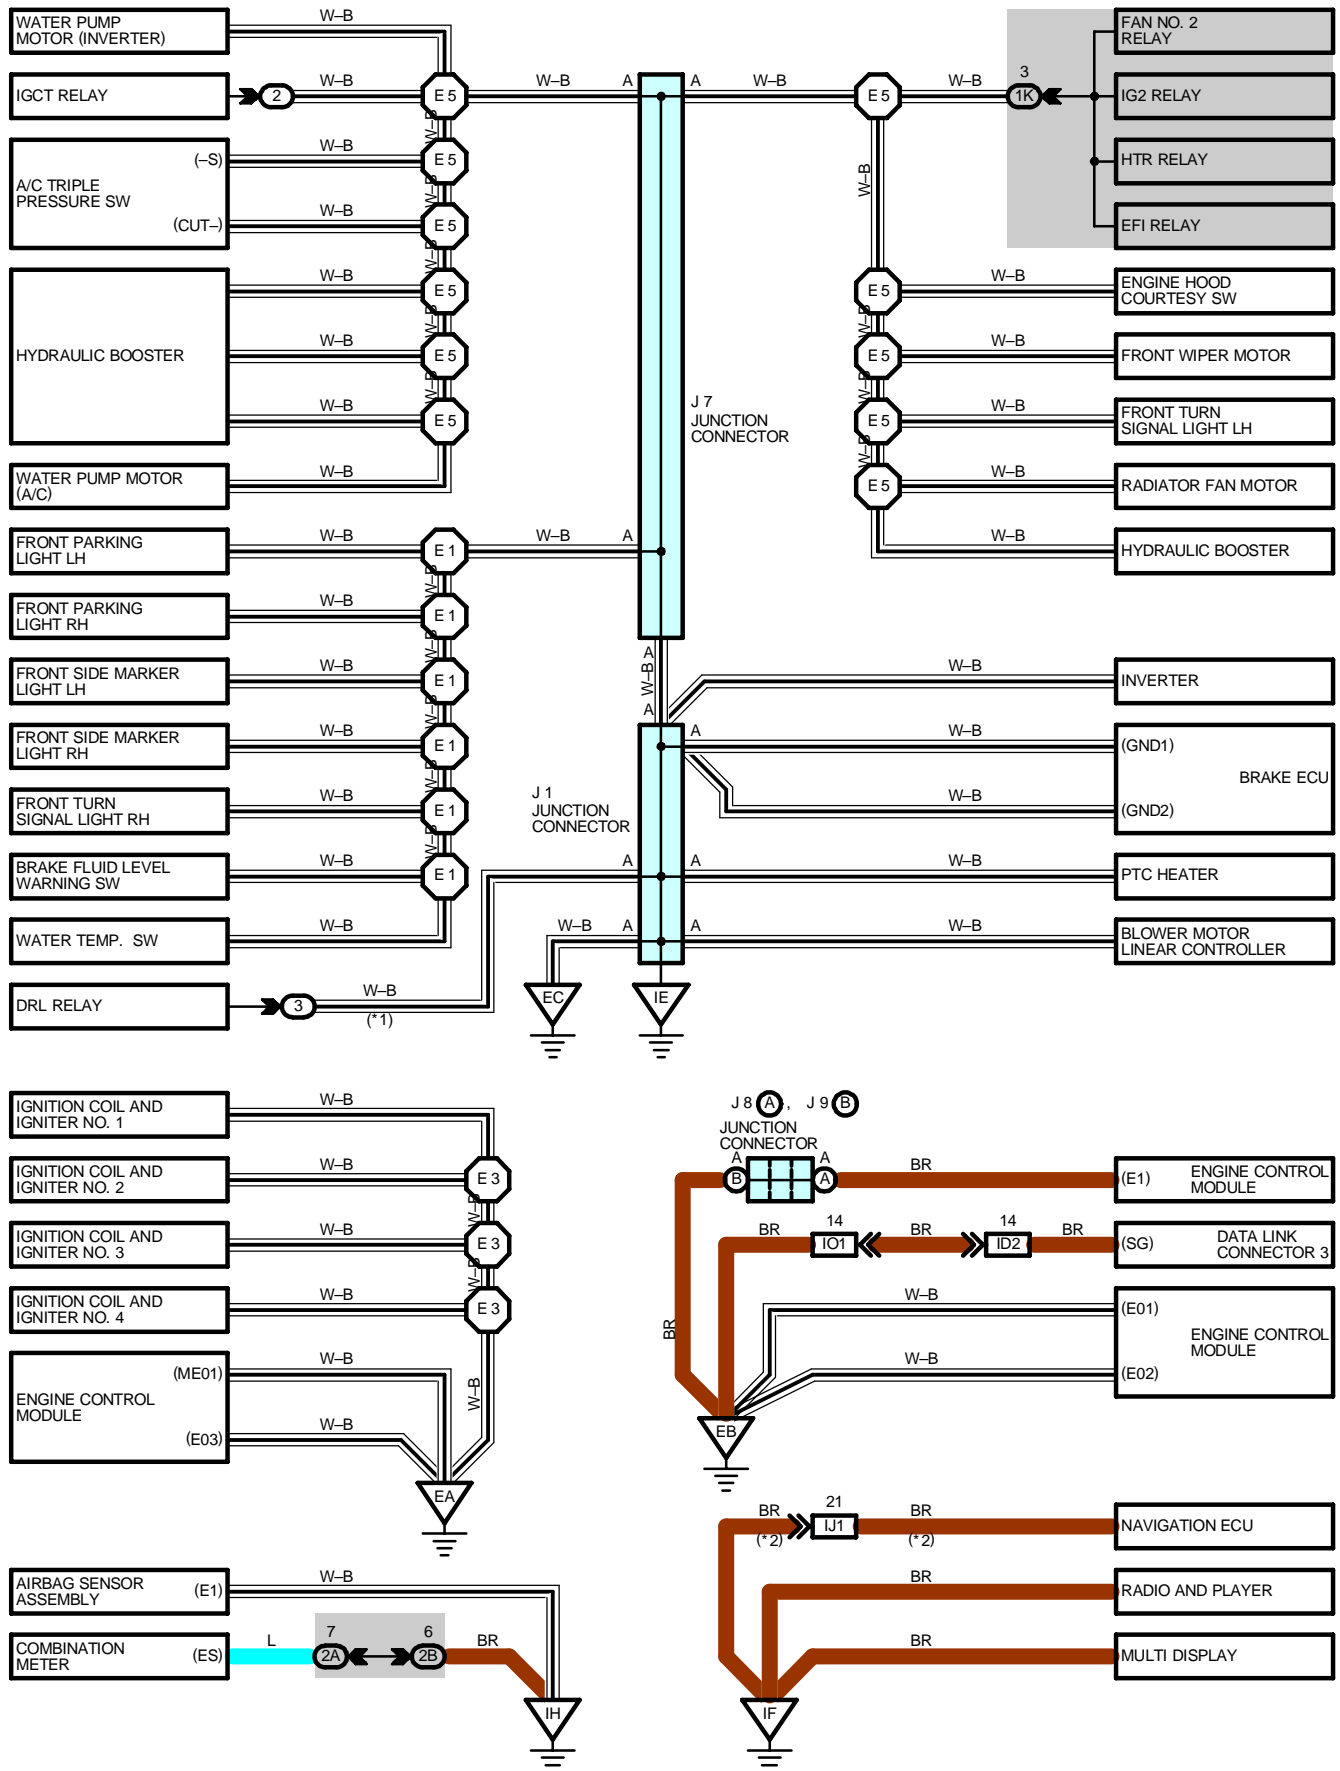 WATER PUMP
MOTOR (INVERTER)
W–B
IGCT RELAY
2
W–B
E 5
W–B
A
A
W–B
E 5
W–B
3
1K
FAN NO. 2
RELAY
IG2 RELAY
HTR RELAY
EFI RELAY
W–B
A/C TRIPLE
PRESSURE SW
(–S)
W–B
E 5
W–B
(CUT–)
W–B
E 5
W–B
W–B
HYDRAULIC BOOSTER
W–B
E 5
W–B
W–B
E 5
W–B
W–B
E 5
WATER PUMP MOTOR
(A/C)
W–B
J 7
JUNCTION
CONNECTOR
E 5
W–B
ENGINE HOOD
COURTESY SW
W–B
E 5
W–B
FRONT WIPER MOTOR
W–B
E 5
W–B
FRONT TURN
SIGNAL LIGHT LH
W–B
E 5
W–B
RADIATOR FAN MOTOR
W–B
HYDRAULIC BOOSTER
FRONT PARKING
LIGHT LH
W–B
E 1
W–B
A
W–B
FRONT PARKING
LIGHT RH
W–B
E 1
W–B
FRONT SIDE MARKER
LIGHT LH
W–B
E 1
W–B
FRONT SIDE MARKER
LIGHT RH
W–B
E 1
W–B
FRONT TURN
SIGNAL LIGHT RH
W–B
E 1
W–B
BRAKE FLUID LEVEL
WARNING SW
W–B
E 1
WATER TEMP. SW
W–B
DRL RELAY
3
W–B
(*1)
A
W–B
A
W–B
INVERTER
J 1
JUNCTION
CONNECTOR
A
W–B
(GND1)
W–B
(GND2)
BRAKE ECU
A
A
W–B
PTC HEATER
W–B
A
A
W–B
BLOWER MOTOR
LINEAR CONTROLLER
EC
IE
IGNITION COIL AND
IGNITER NO. 1
W–B
IGNITION COIL AND
IGNITER NO. 2
W–B
E 3
W–B
IGNITION COIL AND
IGNITER NO. 3
W–B
E 3
W–B
IGNITION COIL AND
IGNITER NO. 4
W–B
E 3
W–B
ENGINE CONTROL
MODULE
(ME01)
W–B
(E03)
W–B
EA
J 8 A , J 9 B
JUNCTION
CONNECTOR
A
A
B
A
BR
(E1)
ENGINE CONTROL
MODULE
BR
BR
14
IO1
BR
14
ID2
BR
(SG)
DATA LINK
CONNECTOR 3
W–B
(E01)
ENGINE CONTROL
MODULE
W–B
(E02)
EB
AIRBAG SENSOR
ASSEMBLY
(E1)
W–B
COMBINATION
METER
(ES)
L
7
2A
6
2B
BR
IH
BR
(*2)
21
IJ1
BR
(*2)
NAVIGATION ECU
BR
RADIO AND PLAYER
BR
MULTI DISPLAY
IF